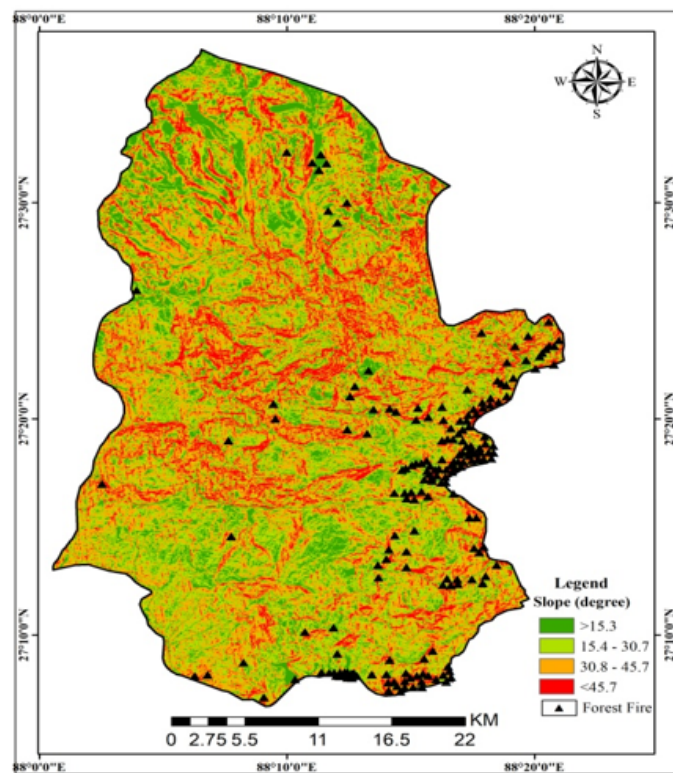 88°0'0"E 88°10'0"E 88°20'0"E
N
W E
S
27°30'0"N 27°30'0"N
27°20'0"N 27°20'0"N
27°10'0"N 27°10'0"N
Legend
Slope (degree)
>15.3
15.4 - 30.7
30.8 - 45.7
<45.7
Forest Fire
KM
0 2.75 5.5 11 16.5 22
88°0'0"E 88°10'0"E 88°20'0"E